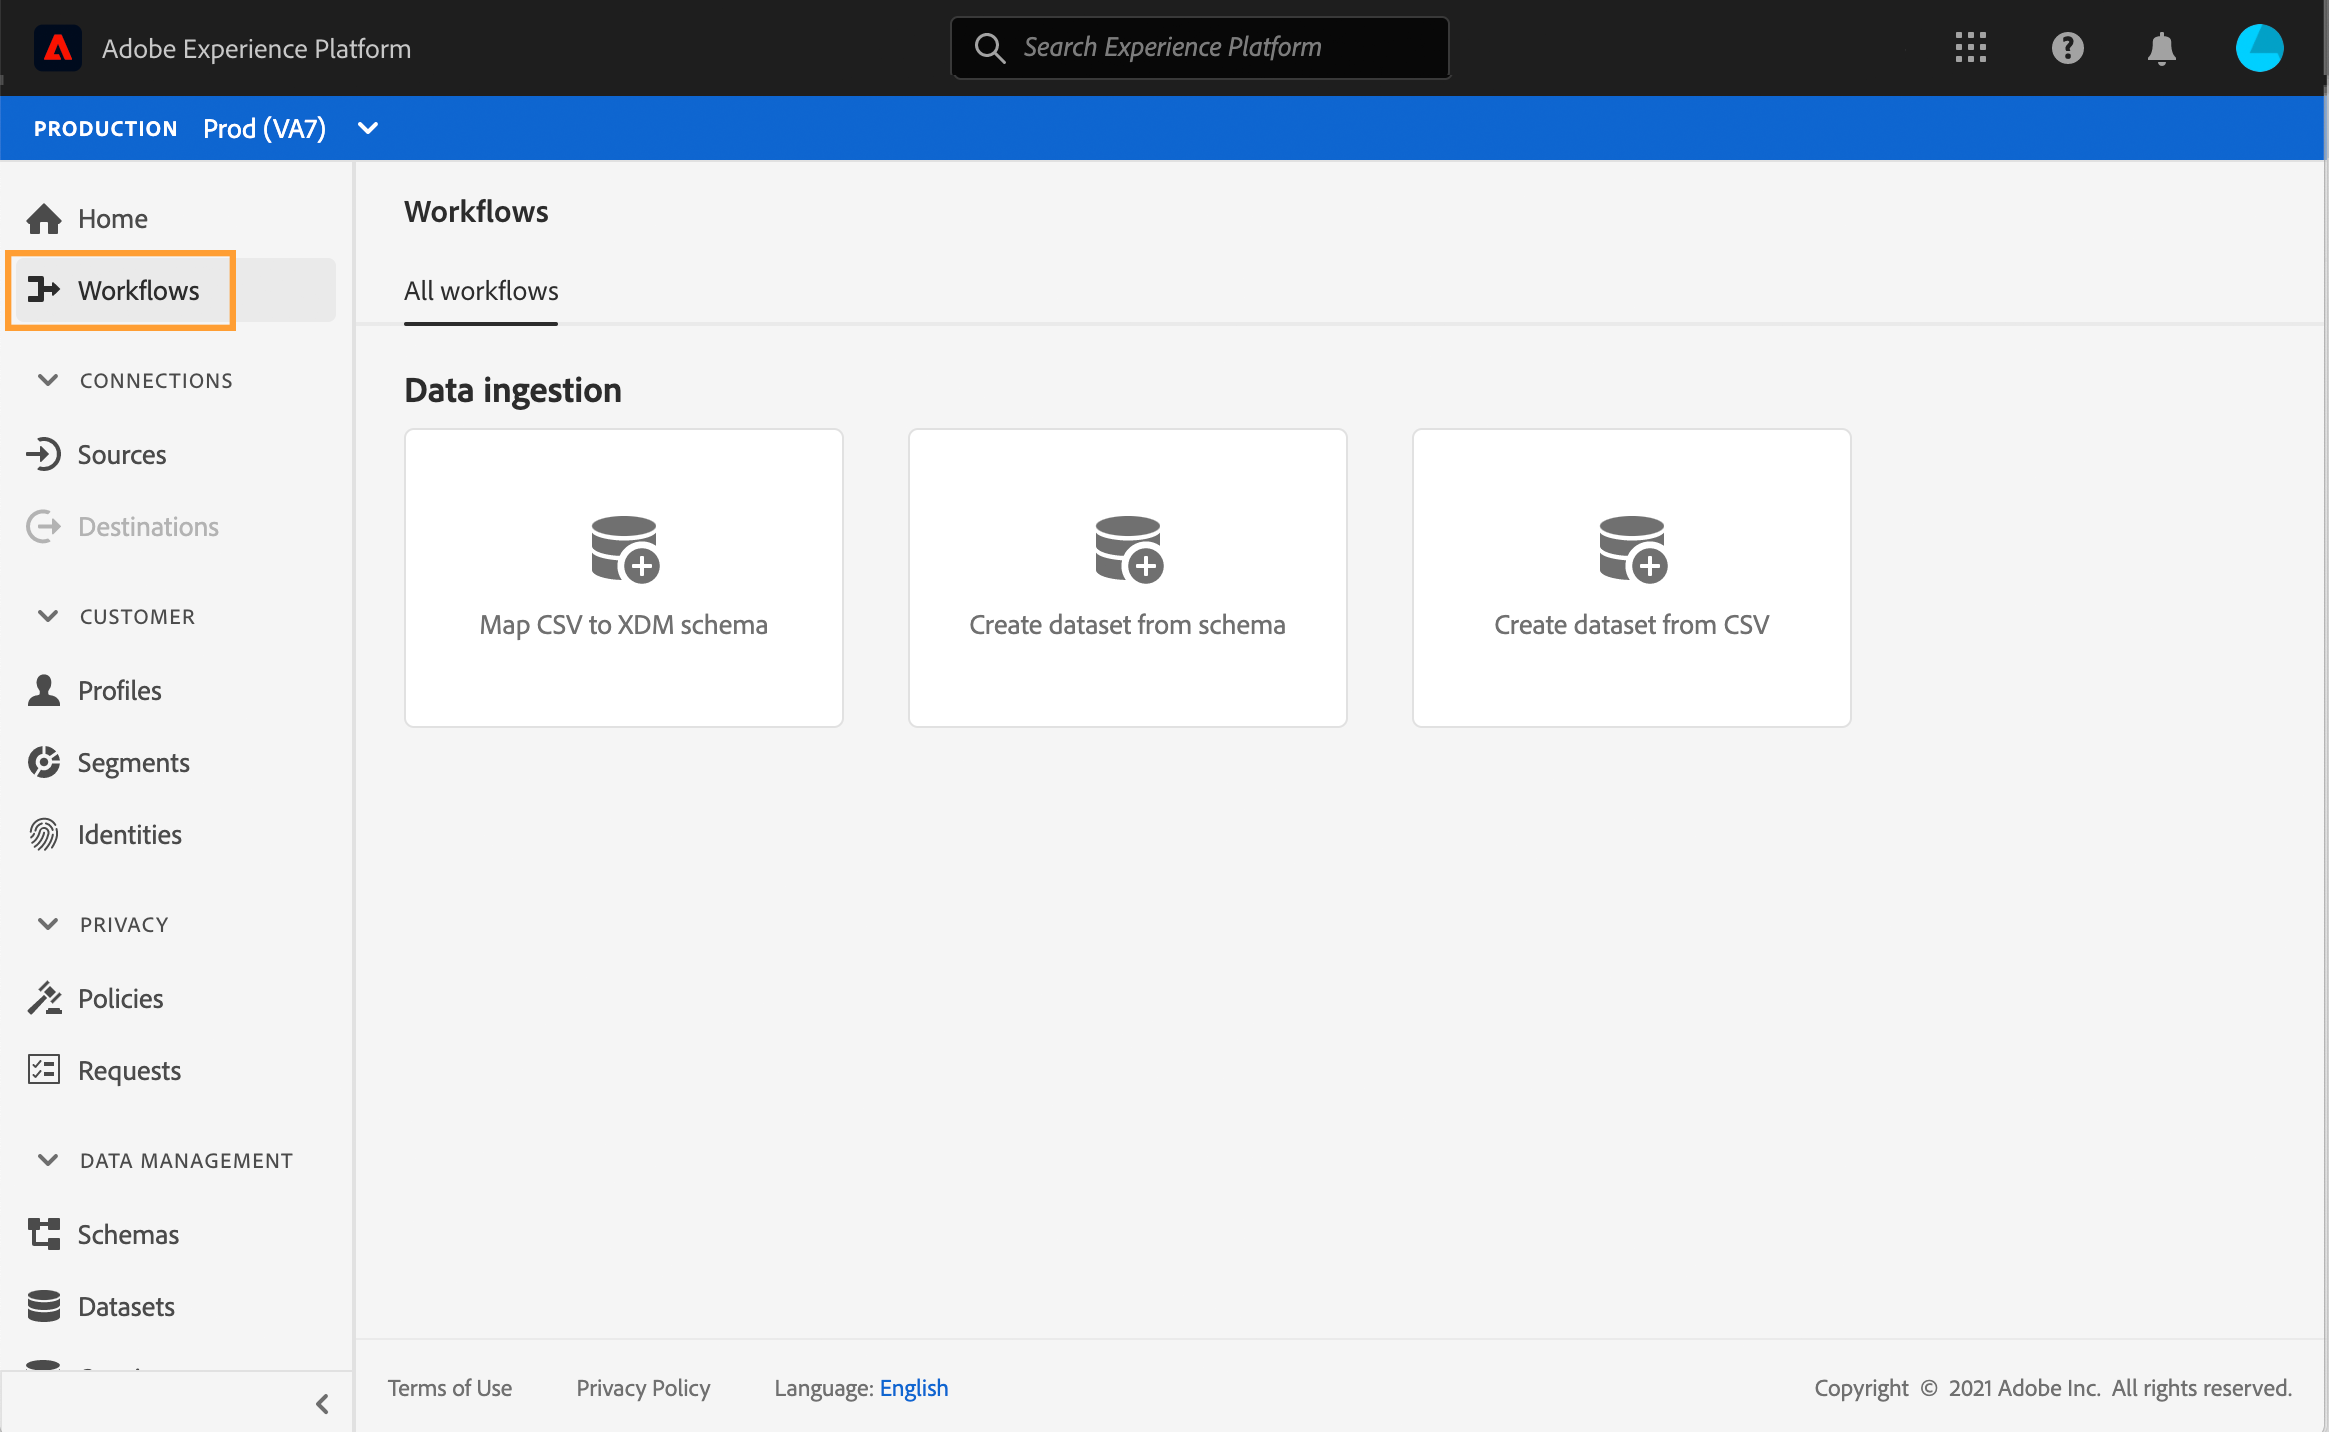 Adobe Experience Platform
Search Experience Platform
PRODUCTION Prod (VA7)
Home
Workflows
CONNECTIONS
Sources
Destinations
CUSTOMER
Profiles
Segments
Identities
PRIVACY
Policies
Requests
DATA MANAGEMENT
Schemas
Datasets
Workflows
All workflows
Data ingestion
Map CSV to XDM schema
Create dataset from schema
Create dataset from CSV
Terms of Use
Privacy Policy
Language: English
Copyright © 2021 Adobe Inc. All rights reserved.